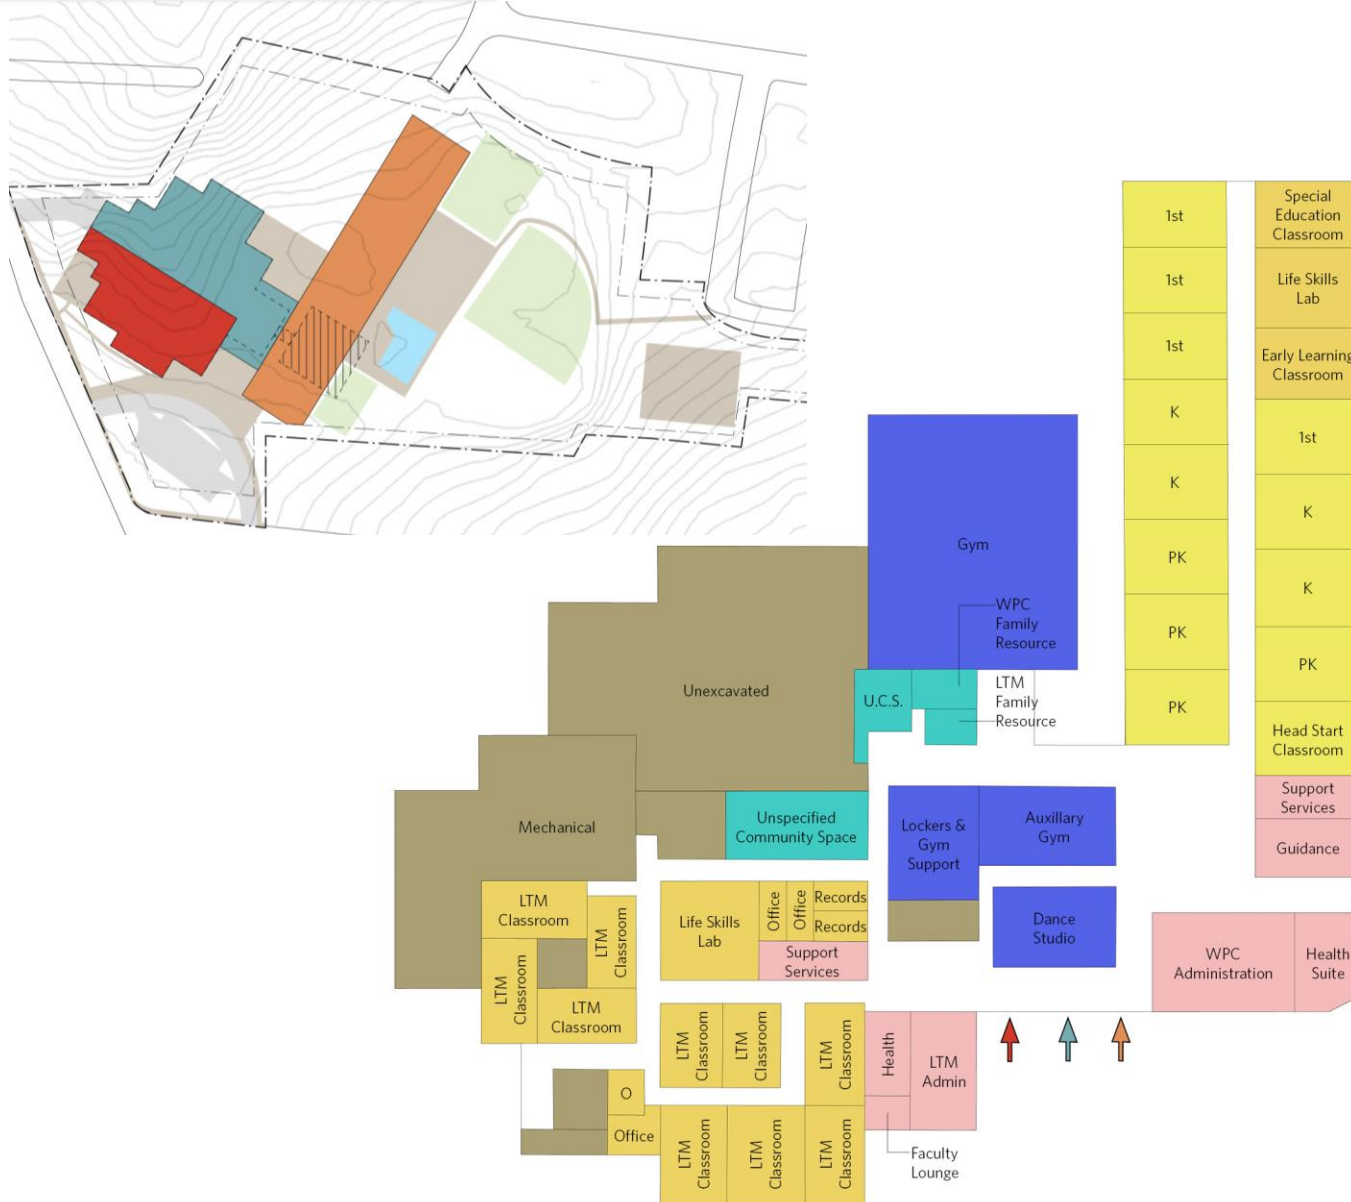 1st
1st
1st
K
K
PK
PK
PK
Special
Education
Classroom
Life Skills
Lab
Early Learning
Classroom
1st
K
K
PK
Head Start
Classroom
Support
Services
Guidance
Gym
WPC
Family
Resource
LTM
Family
Resource
U.C.S.
Unexcavated
Mechanical
Unspecified
Community Space
Lockers &
Gym
Support
Auxillary
Gym
Dance
Studio
LTM
Classroom
LTM
Classroom
LTM
Classroom
LTM
Classroom
Life Skills
Lab
Office
Office
Records
Records
Support
Services
WPC
Administration
Health
Suite
LTM
Classroom
LTM
Classroom
LTM
Classroom
Health
LTM
Admin
O
Office
LTM
Classroom
LTM
Classroom
LTM
Classroom
Faculty
Lounge